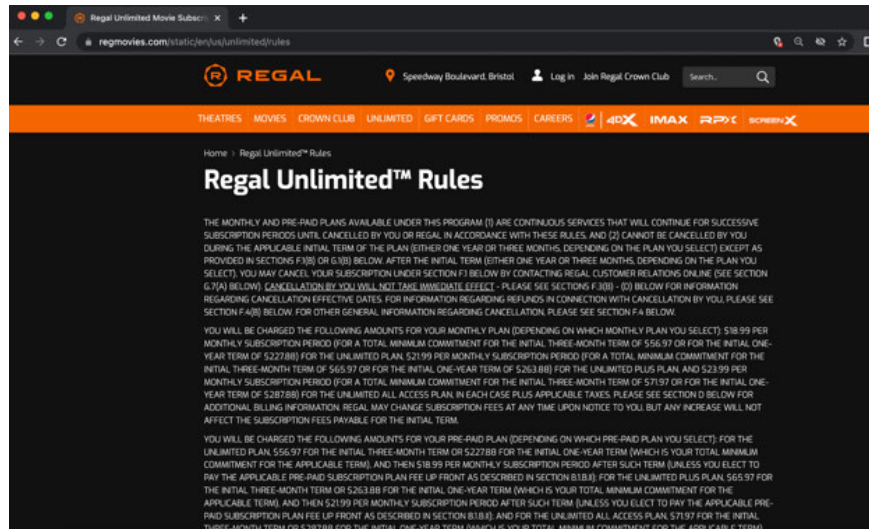 Regal Unlimited Movie Subscri
regmovies.com/static/en/us/unlimited/rules
R REGAL Speedway Boulevard, Bristol Log in Join Regal Crown Club Search..
THEATRES MOVIES CROWN CLUB UNLIMITED GIFT CARDS PROMOS CAREERS 4DX IMAX RPX SCREENX
Home > Regal Unlimited™ Rules
Regal Unlimited™ Rules
THE MONTHLY AND PRE-PAID PLANS AVAILABLE UNDER THIS PROGRAM (1) ARE CONTINUOUS SERVICES THAT WILL CONTINUE FOR SUCCESSIVE
SUBSCRIPTION PERIODS UNTIL CANCELLED BY YOU OR REGAL IN ACCORDANCE WITH THESE RULES, AND (2) CANNOT BE CANCELLED BY YOU
DURING THE APPLICABLE INITIAL TERM OF THE PLAN (EITHER ONE YEAR OR THREE MONTHS, DEPENDING ON THE PLAN YOU SELECT) EXCEPT AS
PROVIDED IN SECTIONS F.1(B) OR G.1(B) BELOW. AFTER THE INITIAL TERM (EITHER ONE YEAR OR THREE MONTHS, DEPENDING ON THE PLAN YOU
SELECT), YOU MAY CANCEL YOUR SUBSCRIPTION UNDER SECTION F.1 BELOW BY CONTACTING REGAL CUSTOMER RELATIONS ONLINE (SEE SECTION
G.7(A) BELOW). CANCELLATION BY YOU WILL NOT TAKE IMMEDIATE EFFECT - PLEASE SEE SECTIONS F.3(B) - (D) BELOW FOR INFORMATION
REGARDING CANCELLATION EFFECTIVE DATES. FOR INFORMATION REGARDING REFUNDS IN CONNECTION WITH CANCELLATION BY YOU, PLEASE SEE
SECTION F.4(B) BELOW. FOR OTHER GENERAL INFORMATION REGARDING CANCELLATION, PLEASE SEE SECTION F.4 BELOW.
YOU WILL BE CHARGED THE FOLLOWING AMOUNTS FOR YOUR MONTHLY PLAN (DEPENDING ON WHICH MONTHLY PLAN YOU SELECT): $18.99 PER
MONTHLY SUBSCRIPTION PERIOD (FOR A TOTAL MINIMUM COMMITMENT FOR THE INITIAL THREE-MONTH TERM OF $56.97 OR FOR THE INITIAL ONE-
YEAR TERM OF $227.88) FOR THE UNLIMITED PLAN, $21.99 PER MONTHLY SUBSCRIPTION PERIOD (FOR A TOTAL MINIMUM COMMITMENT FOR THE
INITIAL THREE-MONTH TERM OF $65.97 OR FOR THE INITIAL ONE-YEAR TERM OF $263.88) FOR THE UNLIMITED PLUS PLAN, AND $23.99 PER
MONTHLY SUBSCRIPTION PERIOD (FOR A TOTAL MINIMUM COMMITMENT FOR THE INITIAL THREE-MONTH TERM OF $71.97 OR FOR THE INITIAL ONE-
YEAR TERM OF $287.88) FOR THE UNLIMITED ALL ACCESS PLAN, IN EACH CASE PLUS APPLICABLE TAXES. PLEASE SEE SECTION D BELOW FOR
ADDITIONAL BILLING INFORMATION. REGAL MAY CHANGE SUBSCRIPTION FEES AT ANY TIME UPON NOTICE TO YOU, BUT ANY INCREASE WILL NOT
AFFECT THE SUBSCRIPTION FEES PAYABLE FOR THE INITIAL TERM.
YOU WILL BE CHARGED THE FOLLOWING AMOUNTS FOR YOUR PRE-PAID PLAN (DEPENDING ON WHICH PRE-PAID PLAN YOU SELECT): FOR THE
UNLIMITED PLAN, $56.97 FOR THE INITIAL THREE-MONTH TERM OR $227.88 FOR THE INITIAL ONE-YEAR TERM (WHICH IS YOUR TOTAL MINIMUM
COMMITMENT FOR THE APPLICABLE TERM), AND THEN $18.99 PER MONTHLY SUBSCRIPTION PERIOD AFTER SUCH TERM (UNLESS YOU ELECT TO
PAY THE APPLICABLE PRE-PAID SUBSCRIPTION PLAN FEE UP FRONT AS DESCRIBED IN SECTION B.1.B.I); FOR THE UNLIMITED PLUS PLAN, $65.97 FOR
THE INITIAL THREE-MONTH TERM OR $263.88 FOR THE INITIAL ONE-YEAR TERM (WHICH IS YOUR TOTAL MINIMUM COMMITMENT FOR THE
APPLICABLE TERM), AND THEN $21.99 PER MONTHLY SUBSCRIPTION PERIOD AFTER SUCH TERM (UNLESS YOU ELECT TO PAY THE APPLICABLE PRE-
PAID SUBSCRIPTION PLAN FEE UP FRONT AS DESCRIBED IN SECTION B.1.B.I); AND FOR THE UNLIMITED ALL ACCESS PLAN, $71.97 FOR THE INITIAL
THREE-MONTH TERM OR $287.88 FOR THE INITIAL ONE-YEAR TERM (WHICH IS YOUR TOTAL MINIMUM COMMITMENT FOR THE APPLICABLE TERM)